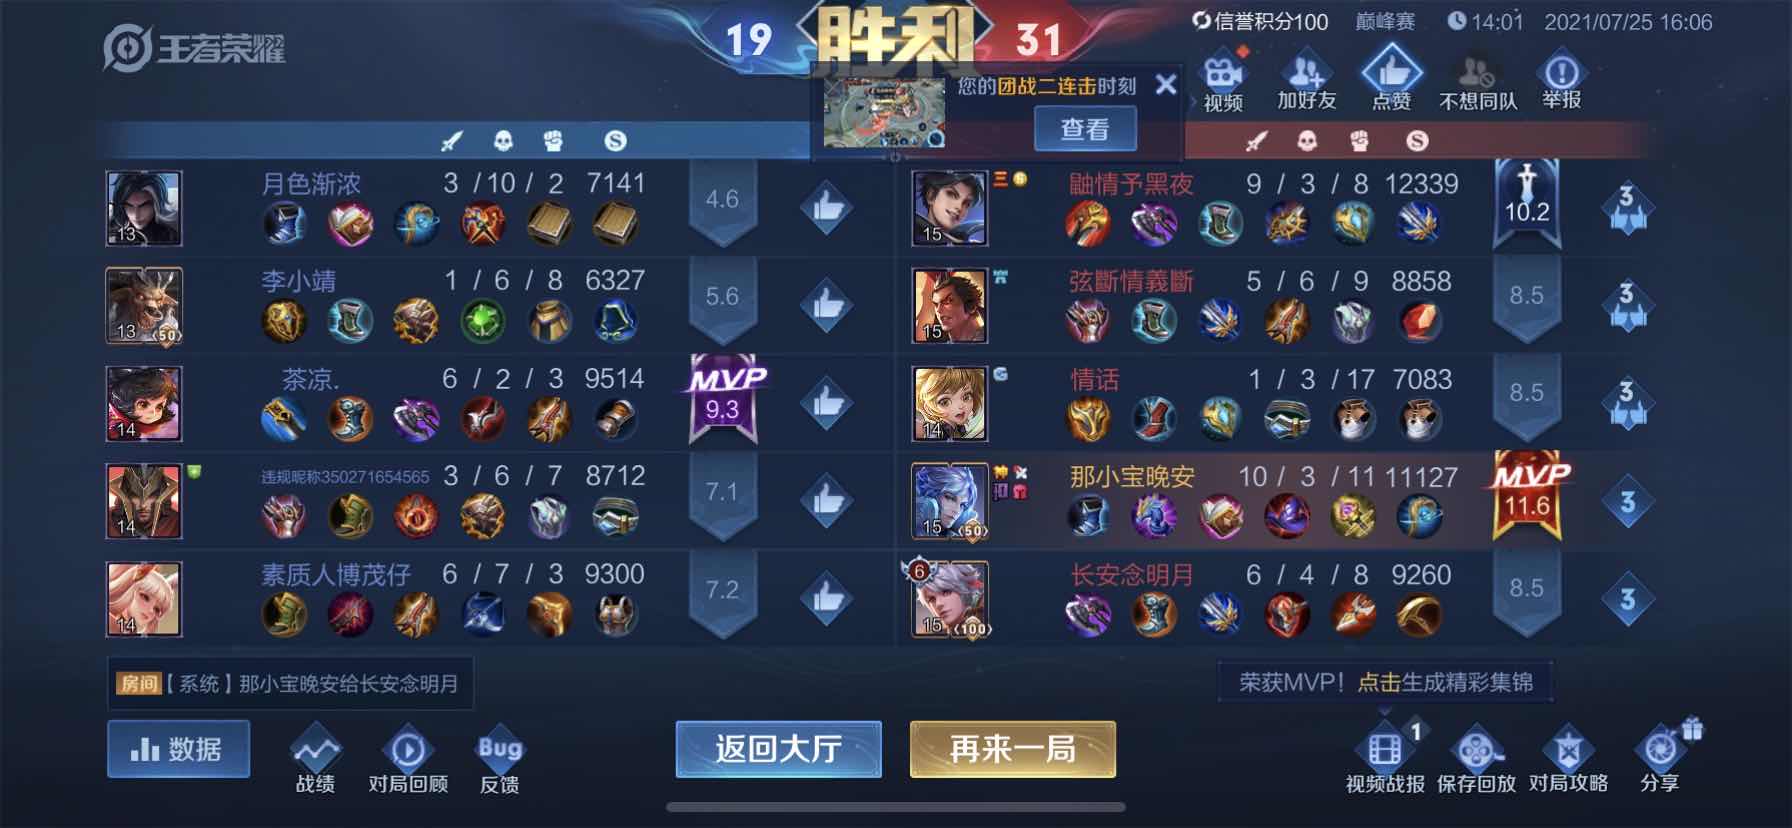 王者荣耀
19 胜利 31
信誉积分100 巅峰赛 14:01 2021/07/25 16:06
您的团战二连击时刻
查看
视频 加好友 点赞 不想同队 举报
S S
月色渐浓 3 / 10 / 2 7141 4.6
13
李小靖 1 / 6 / 8 6327 5.6
13 50
茶凉. 6 / 2 / 3 9514 MVP 9.3
14
违规昵称350271654565 3 / 6 / 7 8712 7.1
14
素质人博茂仔 6 / 7 / 3 9300 7.2
14
三 鼬情予黑夜 9 / 3 / 8 12339 10.2 3
15
弦斷情義斷 5 / 6 / 9 8858 8.5 3
15
情话 1 / 3 / 17 7083 8.5 3
14
那小宝晚安 10 / 3 / 11 11127 MVP 11.6 3
15 50
6 长安念明月 6 / 4 / 8 9260 8.5 3
15 100
房间【系统】那小宝晚安给长安念明月
荣获MVP！点击生成精彩集锦
数据 战绩 对局回顾 Bug 反馈
返回大厅 再来一局
1
视频战报 保存回放 对局攻略 分享